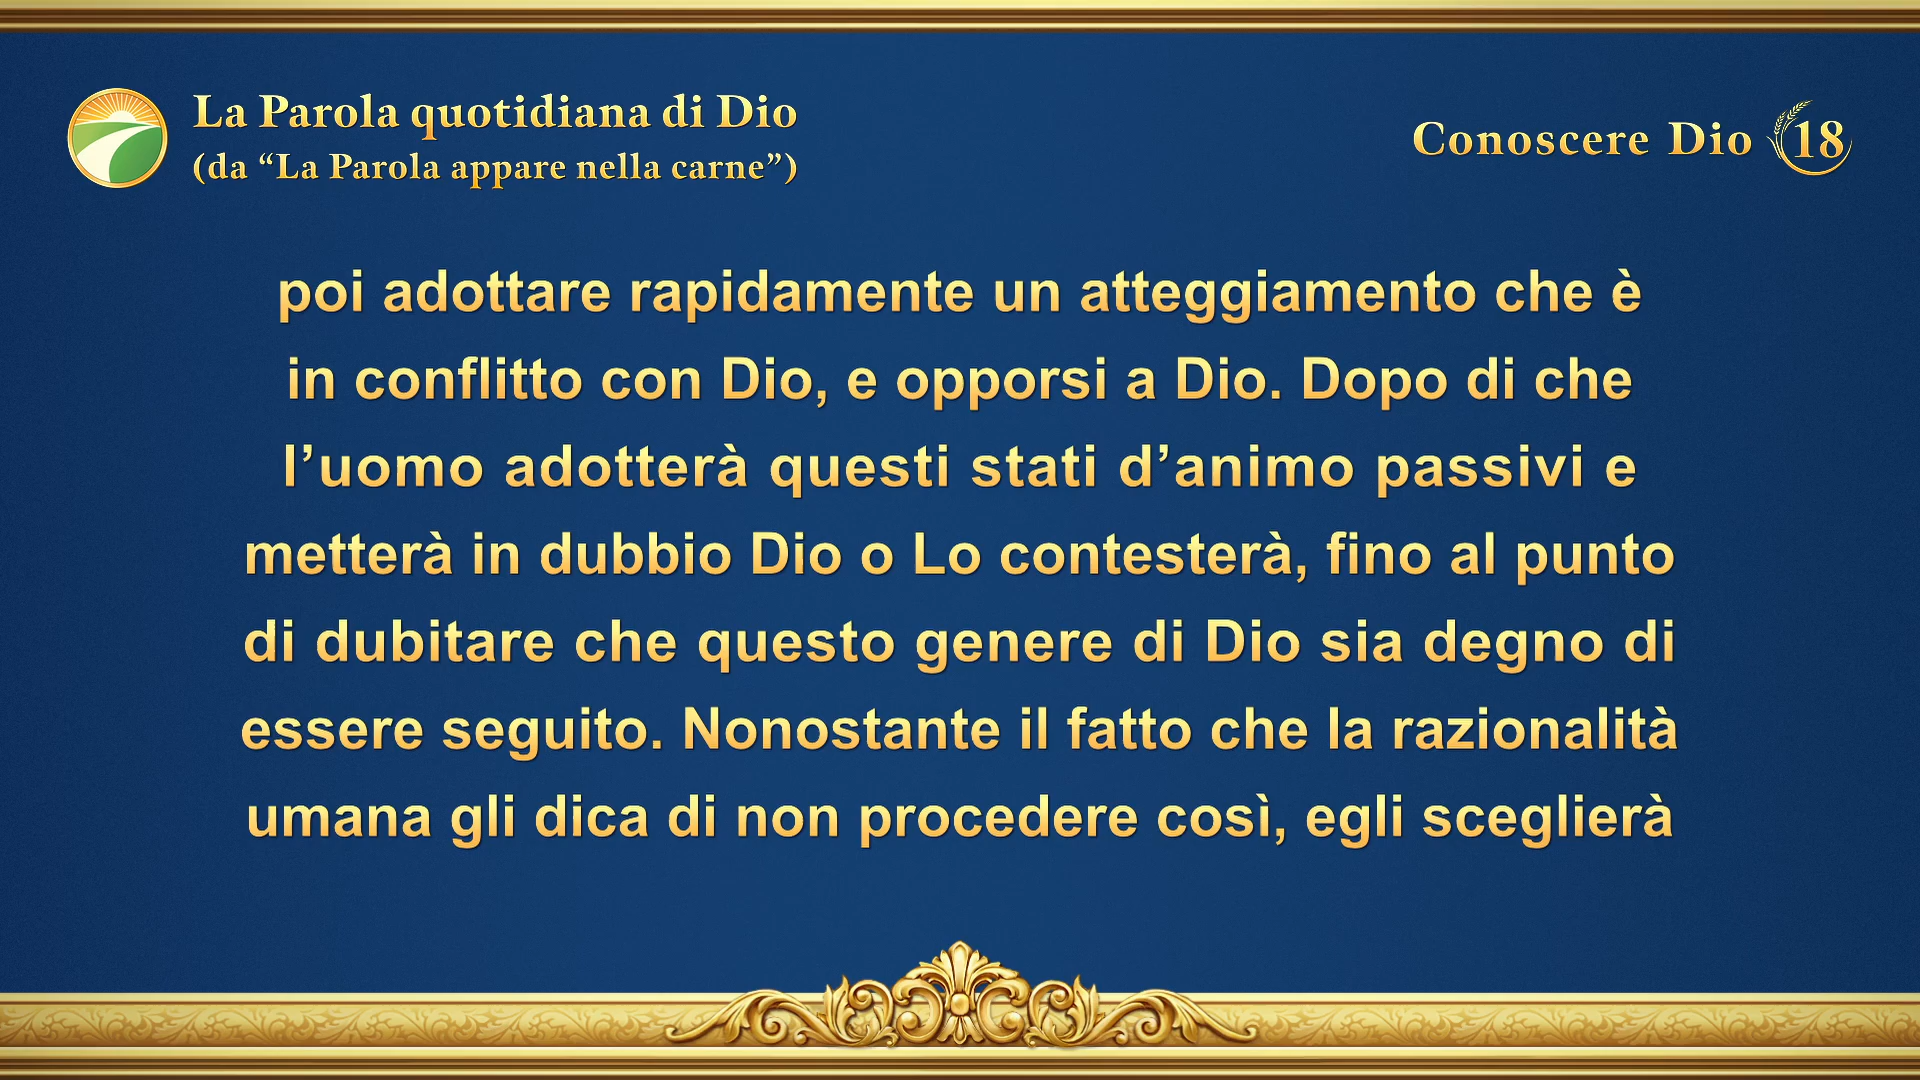 La Parola quotidiana di Dio
(da “La Parola appare nella carne”)
Conoscere Dio 18
poi adottare rapidamente un atteggiamento che è
in conflitto con Dio, e opporsi a Dio. Dopo di che
l’uomo adotterà questi stati d’animo passivi e
metterà in dubbio Dio o Lo contesterà, fino al punto
di dubitare che questo genere di Dio sia degno di
essere seguito. Nonostante il fatto che la razionalità
umana gli dica di non procedere così, egli sceglierà